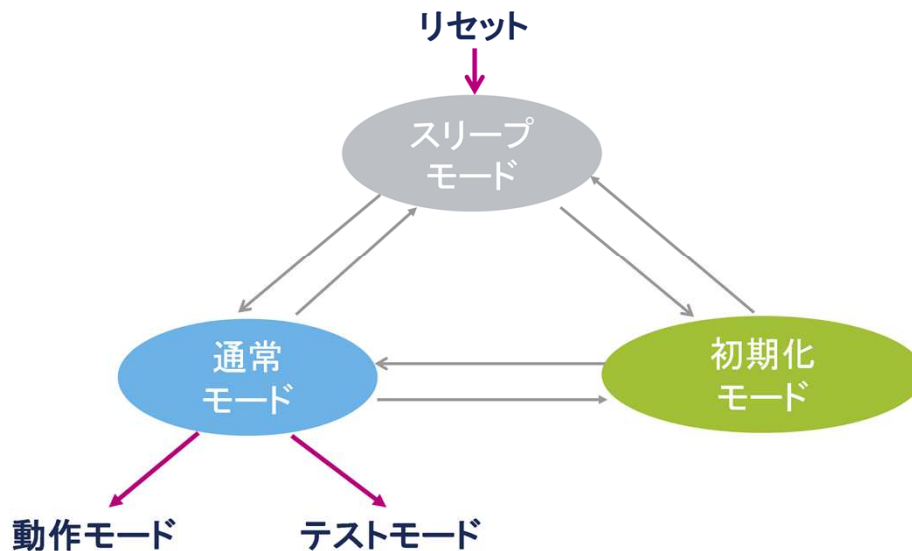 リセット
スリープ
モード
通常
モード
初期化
モード
動作モード
テストモード